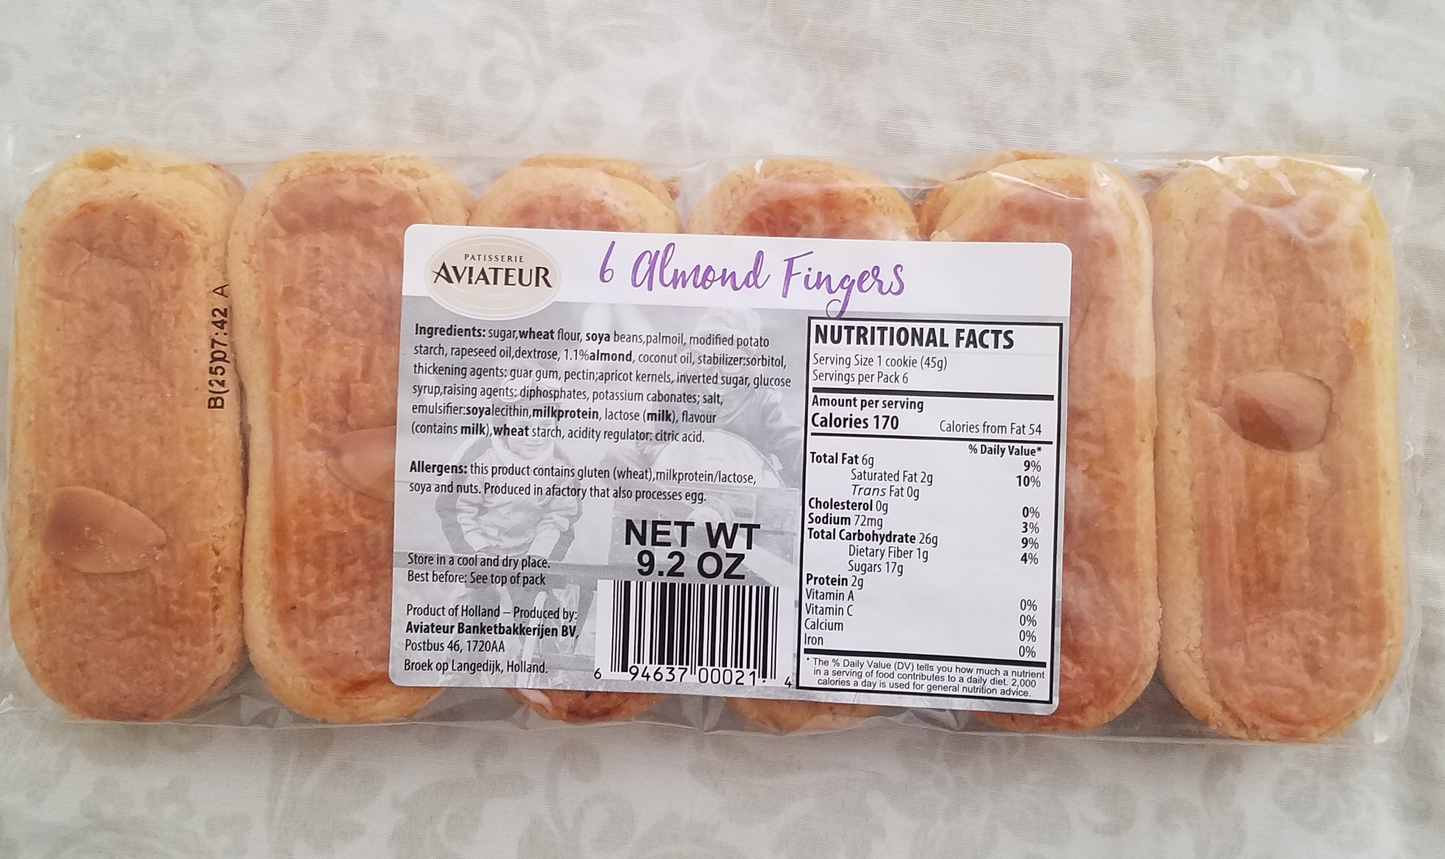 B(25)07:42 A
PATISSERIE
AVIATEUR
6 Almond Fingers
Ingredients: sugar,wheat flour, soya beans,palmoil, modified potato
starch, rapeseed oil,dextrose, 1.1%almond, coconut oil, stabilizer:sorbitol,
thickening agents: guar gum, pectin;apricot kernels, inverted sugar, glucose
syrup,raising agents: diphosphates, potassium cabonates; salt,
emulsifier:soyalecithin,milkprotein, lactose (milk), flavour
(contains milk),wheat starch, acidity regulator: citric acid.
Allergens: this product contains gluten (wheat),milkprotein/lactose,
soya and nuts. Produced in afactory that also processes egg.
NET WT
9.2 OZ
Store in a cool and dry place.
Best before: See top of pack
Product of Holland – Produced by:
Aviateur Banketbakkerijen BV,
Postbus 46, 1720AA
Broek op Langedijk, Holland.
6 94637 00021 4
NUTRITIONAL FACTS
Serving Size 1 cookie (45g)
Servings per Pack 6
Amount per serving
Calories 170 Calories from Fat 54
% Daily Value*
Total Fat 6g 9%
Saturated Fat 2g 10%
Trans Fat 0g
Cholesterol 0g 0%
Sodium 72mg 3%
Total Carbohydrate 26g 9%
Dietary Fiber 1g 4%
Sugars 17g
Protein 2g
Vitamin A 0%
Vitamin C 0%
Calcium 0%
Iron 0%
* The % Daily Value (DV) tells you how much a nutrient
in a serving of food contributes to a daily diet. 2,000
calories a day is used for general nutrition advice.